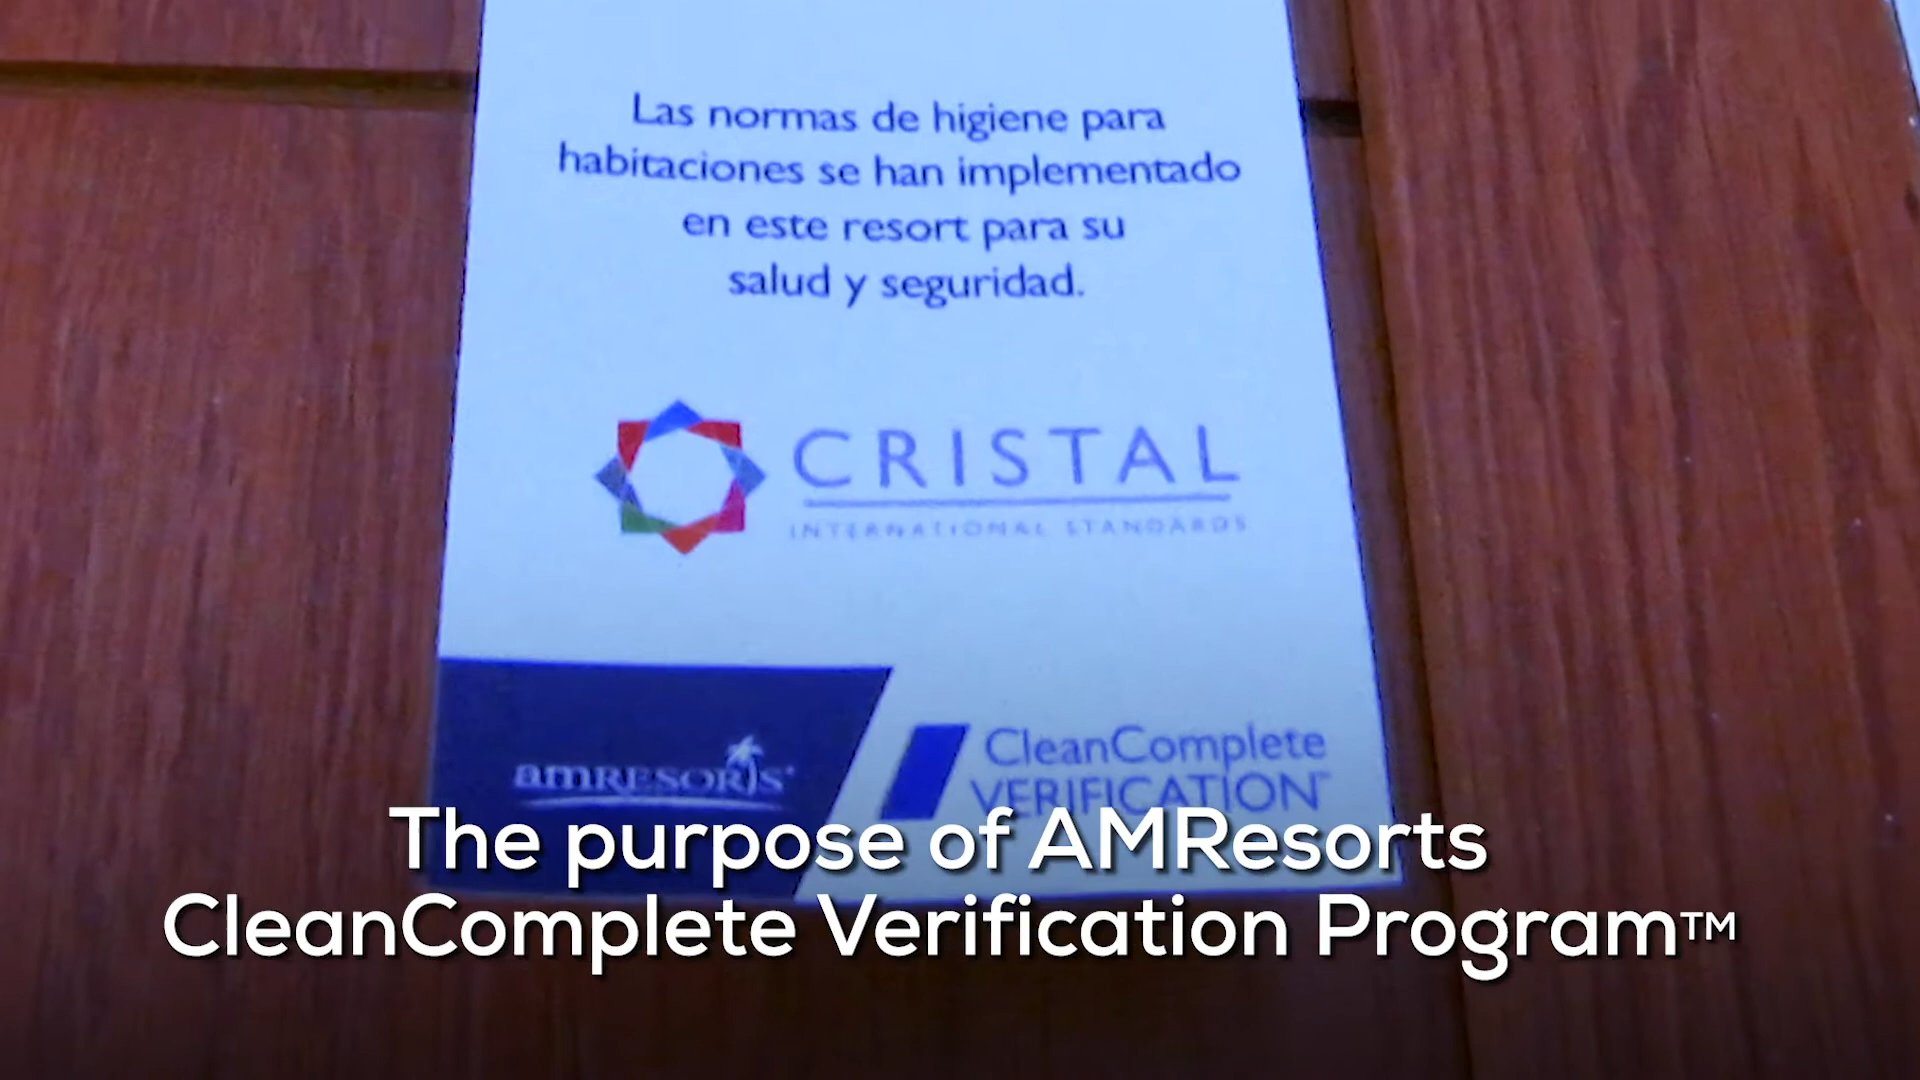 Las normas de higiene para
habitaciones se han implementado
en este resort para su
salud y seguridad.
CRISTAL
INTERNATIONAL STANDARDS
amRESORTS®
CleanComplete
VERIFICATION™
The purpose of AMResorts
CleanComplete Verification Program™